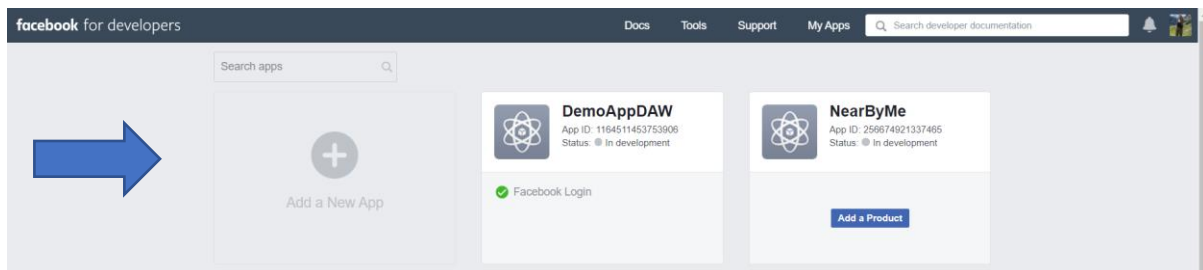 facebook for developers
Docs Tools Support My Apps Search developer documentation
Search apps
Add a New App
DemoAppDAW
App ID: 1164511453753906
Status: In development
Facebook Login
NearByMe
App ID: 256674921337465
Status: In development
Add a Product